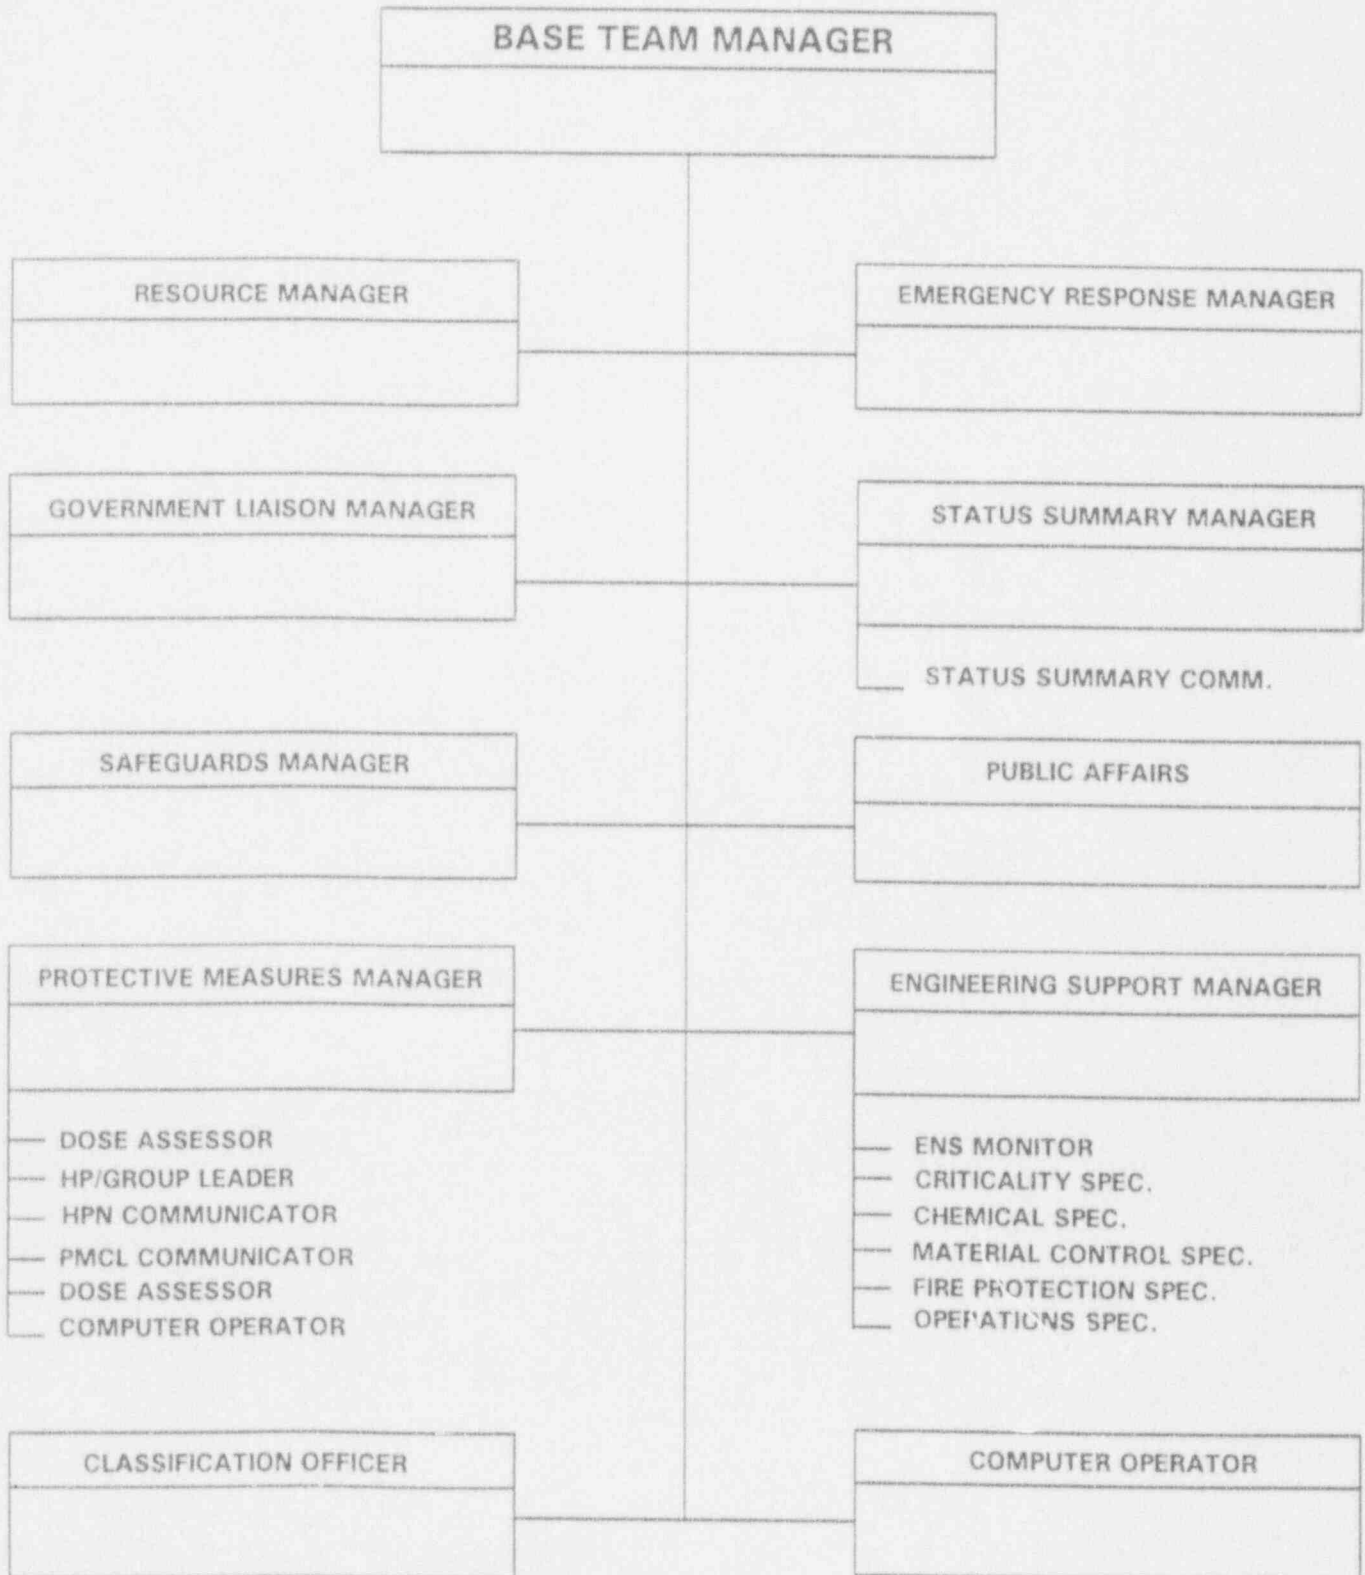 BASE TEAM MANAGER
RESOURCE MANAGER
EMERGENCY RESPONSE MANAGER
GOVERNMENT LIAISON MANAGER
STATUS SUMMARY MANAGER
STATUS SUMMARY COMM.
SAFEGUARDS MANAGER
PUBLIC AFFAIRS
PROTECTIVE MEASURES MANAGER
DOSE ASSESSOR
HP/GROUP LEADER
HPN COMMUNICATOR
PMCL COMMUNICATOR
DOSE ASSESSOR
COMPUTER OPERATOR
ENGINEERING SUPPORT MANAGER
ENS MONITOR
CRITICALITY SPEC.
CHEMICAL SPEC.
MATERIAL CONTROL SPEC.
FIRE PROTECTION SPEC.
OPERATIONS SPEC.
CLASSIFICATION OFFICER
COMPUTER OPERATOR